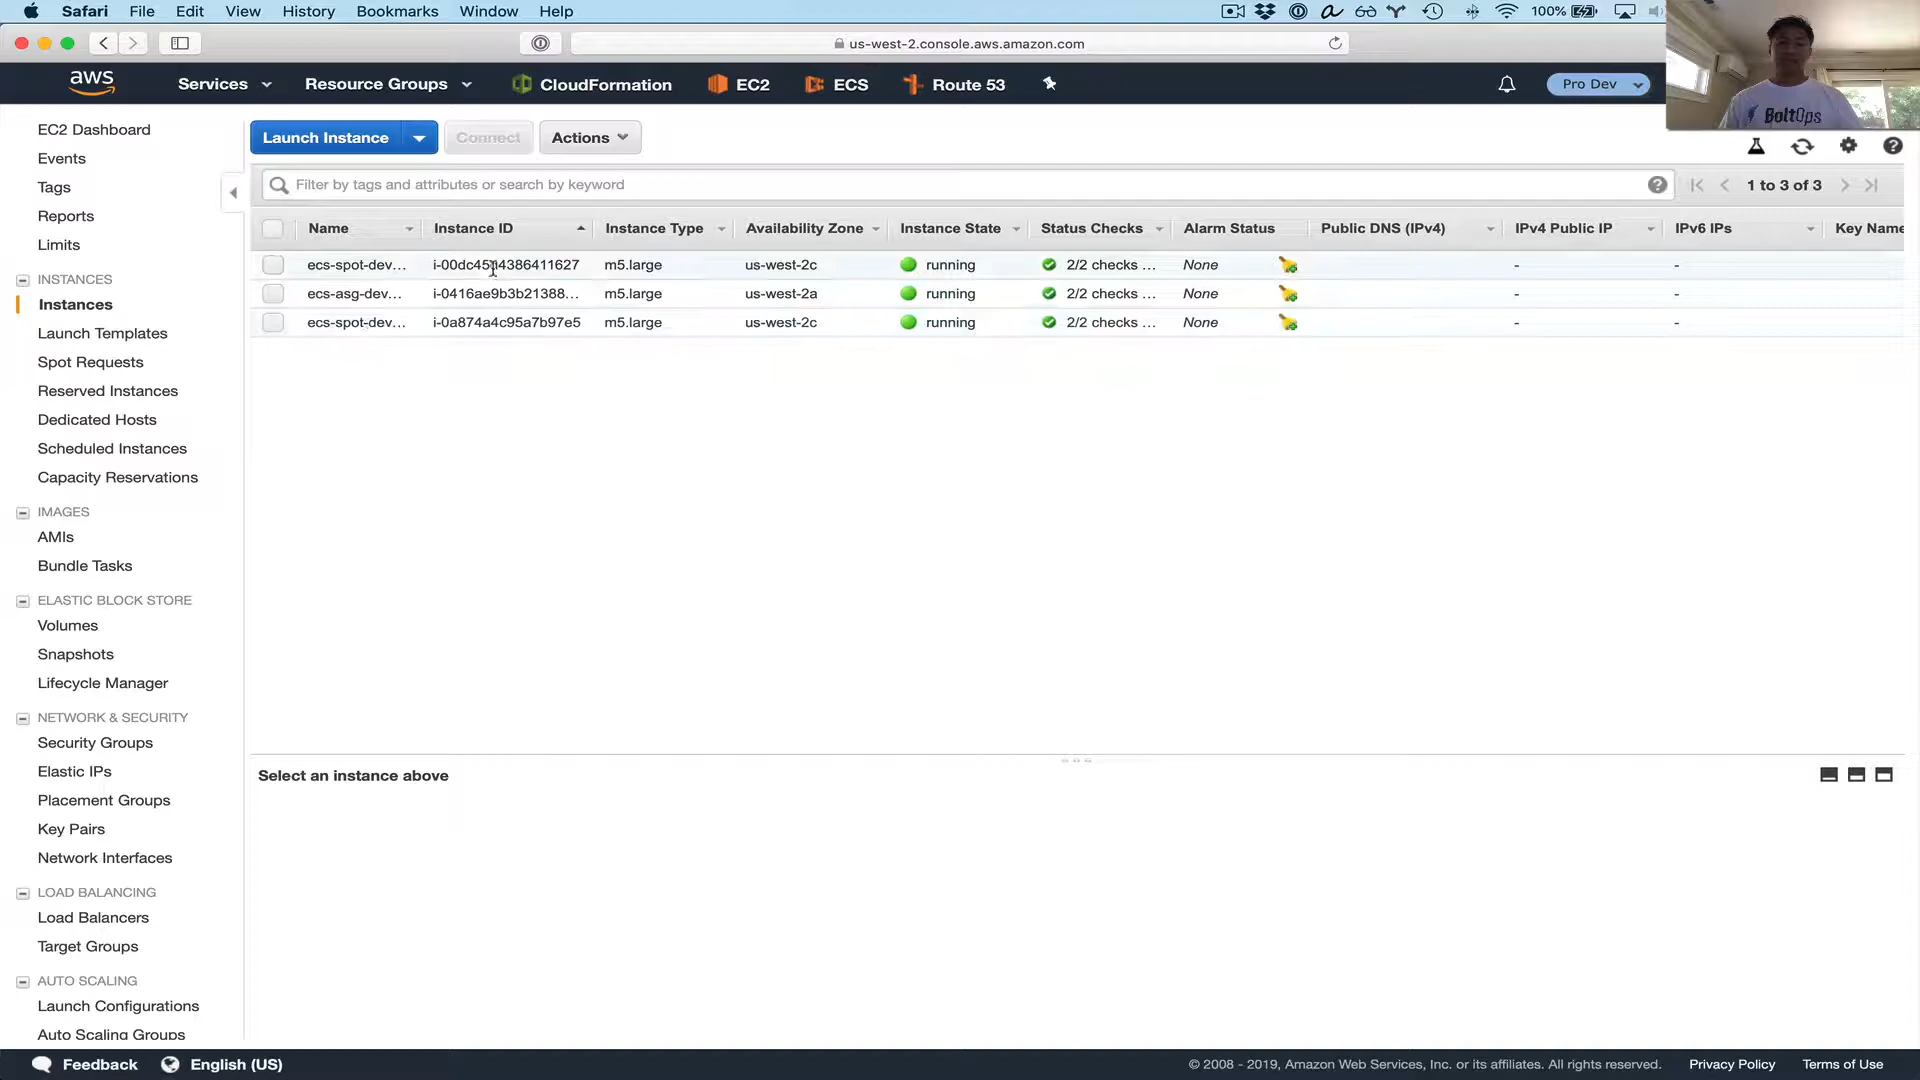 Safari File Edit View History Bookmarks Window Help 100%
us-west-2.console.aws.amazon.com
aws Services Resource Groups CloudFormation EC2 ECS Route 53 Pro Dev
BoltOps
EC2 Dashboard
Events
Tags
Reports
Limits
INSTANCES
Instances
Launch Templates
Spot Requests
Reserved Instances
Dedicated Hosts
Scheduled Instances
Capacity Reservations
IMAGES
AMIs
Bundle Tasks
ELASTIC BLOCK STORE
Volumes
Snapshots
Lifecycle Manager
NETWORK & SECURITY
Security Groups
Elastic IPs
Placement Groups
Key Pairs
Network Interfaces
LOAD BALANCING
Load Balancers
Target Groups
AUTO SCALING
Launch Configurations
Auto Scaling Groups
Launch Instance Connect Actions
Filter by tags and attributes or search by keyword 1 to 3 of 3
Name Instance ID Instance Type Availability Zone Instance State Status Checks Alarm Status Public DNS (IPv4) IPv4 Public IP IPv6 IPs Key Name
ecs-spot-dev... m5.large us-west-2c running 2/2 checks ... None - -
ecs-asg-dev... i-0416ae9b3b21388... m5.large us-west-2a running 2/2 checks ... None - -
ecs-spot-dev... i-0a874a4c95a7b97e5 m5.large us-west-2c running 2/2 checks ... None - -
Select an instance above
Feedback English (US) © 2008 - 2019, Amazon Web Services, Inc. or its affiliates. All rights reserved. Privacy Policy Terms of Use